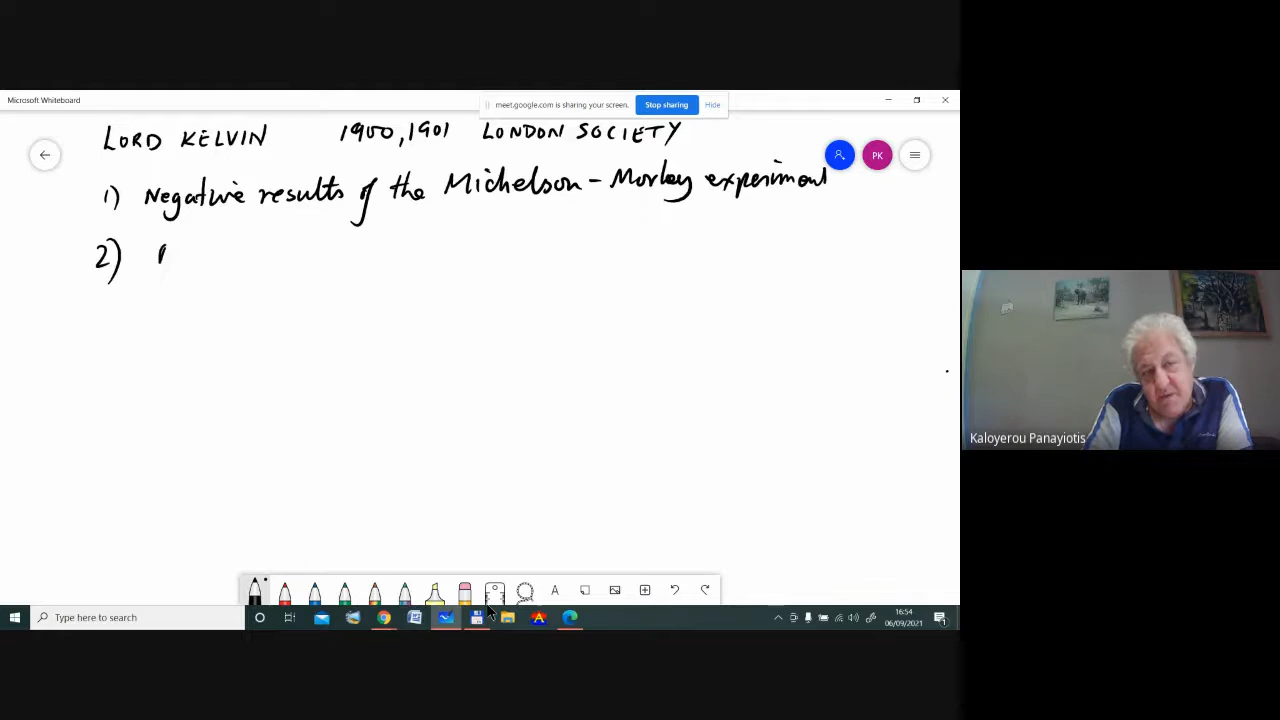 Microsoft Whiteboard
meet.google.com is sharing your screen.
Stop sharing
Hide
LORD KELVIN 1900, 1901 LONDON SOCIETY
PK
1) Negative results of the Michelson - Morley experiment
2)
Kaloyerou Panayiotis
A
Type here to search
16:54
06/09/2021